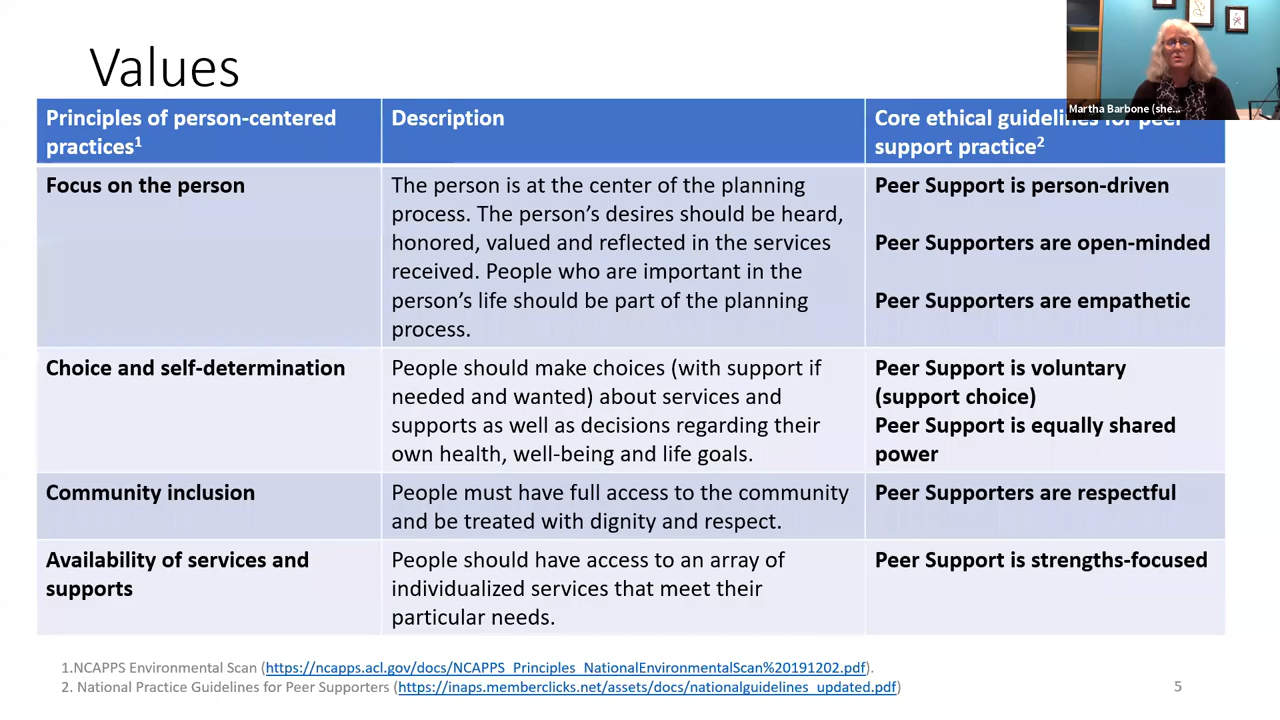 Values
Martha Barbone (she...
Principles of person-centered
practices1
Description
Core ethical guidelines for peer
support practice2
Focus on the person
The person is at the center of the planning
process. The person’s desires should be heard,
honored, valued and reflected in the services
received. People who are important in the
person’s life should be part of the planning
process.
Peer Support is person-driven
Peer Supporters are open-minded
Peer Supporters are empathetic
Choice and self-determination
People should make choices (with support if
needed and wanted) about services and
supports as well as decisions regarding their
own health, well-being and life goals.
Peer Support is voluntary
(support choice)
Peer Support is equally shared
power
Community inclusion
People must have full access to the community
and be treated with dignity and respect.
Peer Supporters are respectful
Availability of services and
supports
People should have access to an array of
individualized services that meet their
particular needs.
Peer Support is strengths-focused
1.NCAPPS Environmental Scan (https://ncapps.acl.gov/docs/NCAPPS_Principles_NationalEnvironmentalScan%20191202.pdf).
2. National Practice Guidelines for Peer Supporters (https://inaps.memberclicks.net/assets/docs/nationalguidelines_updated.pdf)
5